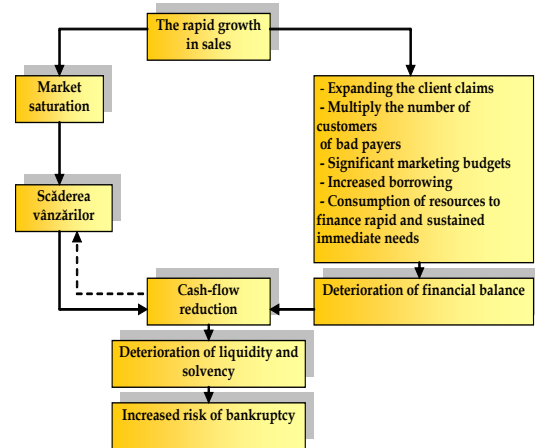 The rapid growth
in sales
Market
saturation
- Expanding the client claims
- Multiply the number of
customers
of bad payers
- Significant marketing budgets
- Increased borrowing
- Consumption of resources to
finance rapid and sustained
immediate needs
Scăderea
vânzărilor
Cash-flow
reduction
Deterioration of financial balance
Deterioration of liquidity and
solvency
Increased risk of bankruptcy